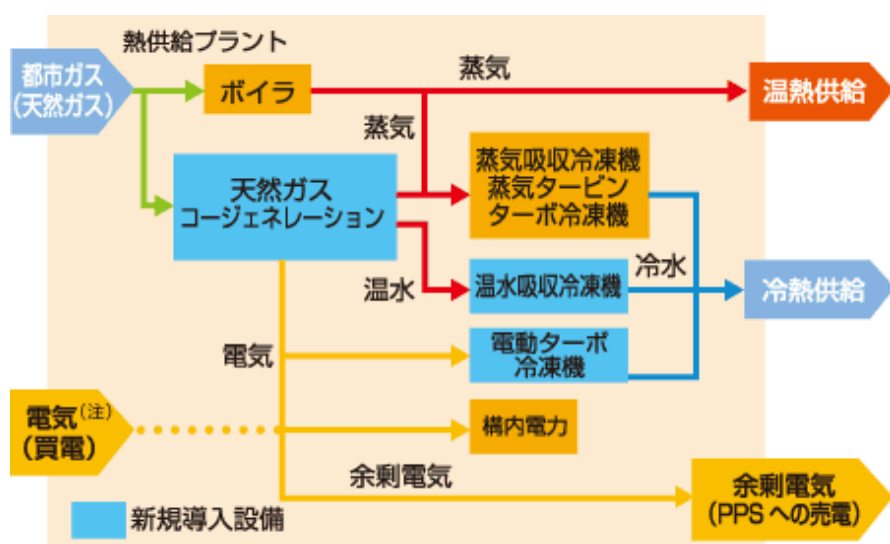 熱供給プラント
都市ガス
(天然ガス)
ボイラ
蒸気
温熱供給
蒸気
天然ガス
コージェネレーション
蒸気吸収冷凍機
蒸気タービン
ターボ冷凍機
温水
温水吸収冷凍機
冷水
冷熱供給
電気
電動ターボ
冷凍機
電気(注)
(買電)
構内電力
余剰電気
余剰電気
(PPSへの売電)
新規導入設備